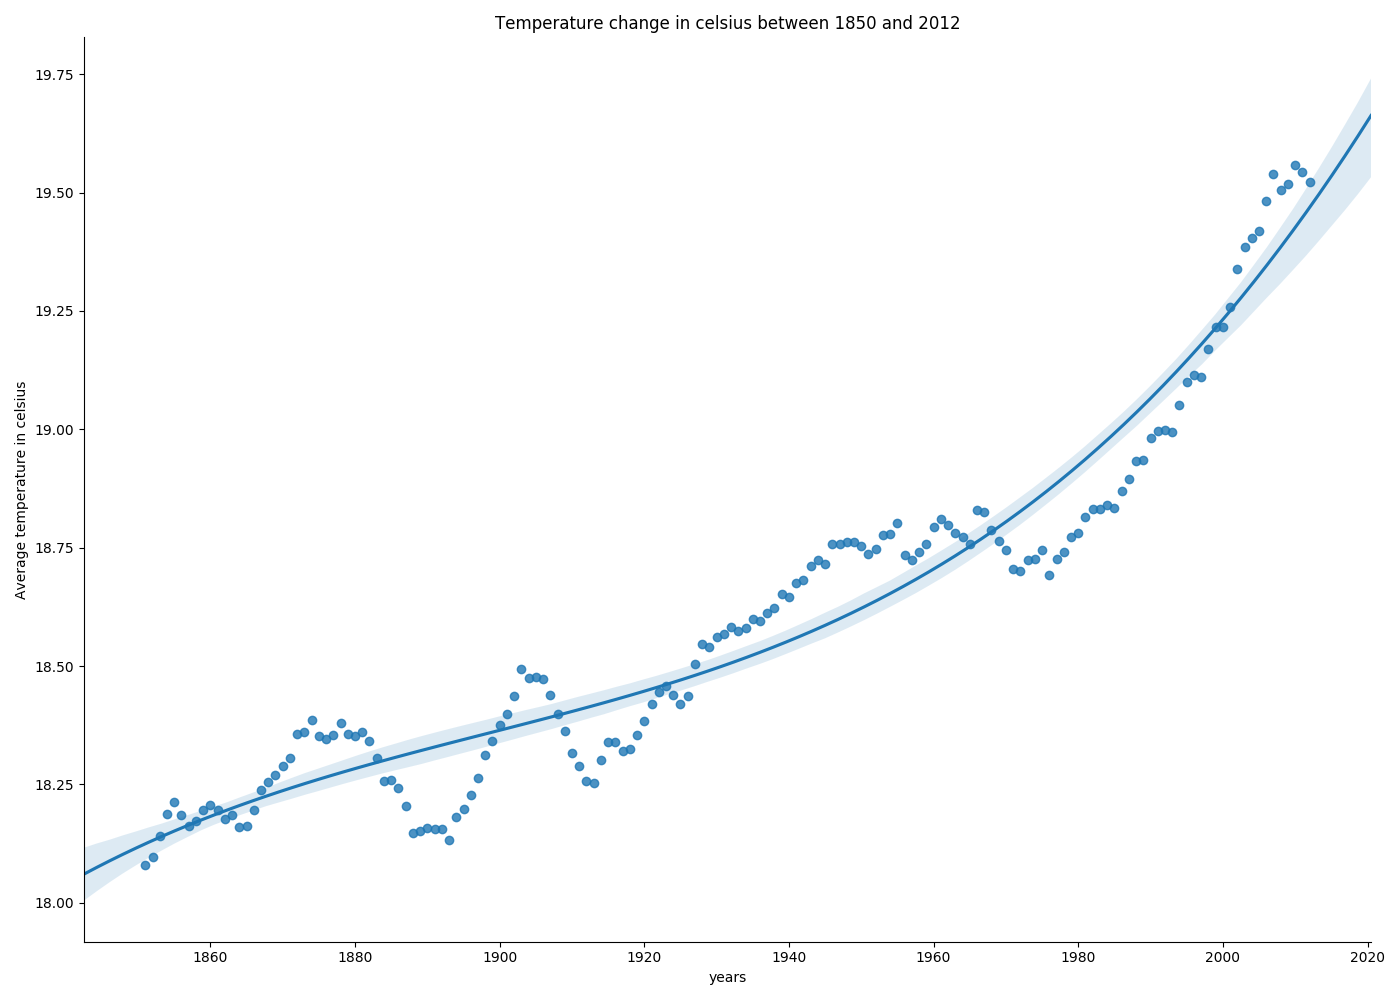 Temperature change in celsius between 1850 and 2012
19.75
19.50
19.25
19.00
18.75
18.50
18.25
18.00
Average temperature in celsius
1860 1880 1900 1920 1940 1960 1980 2000 2020
years